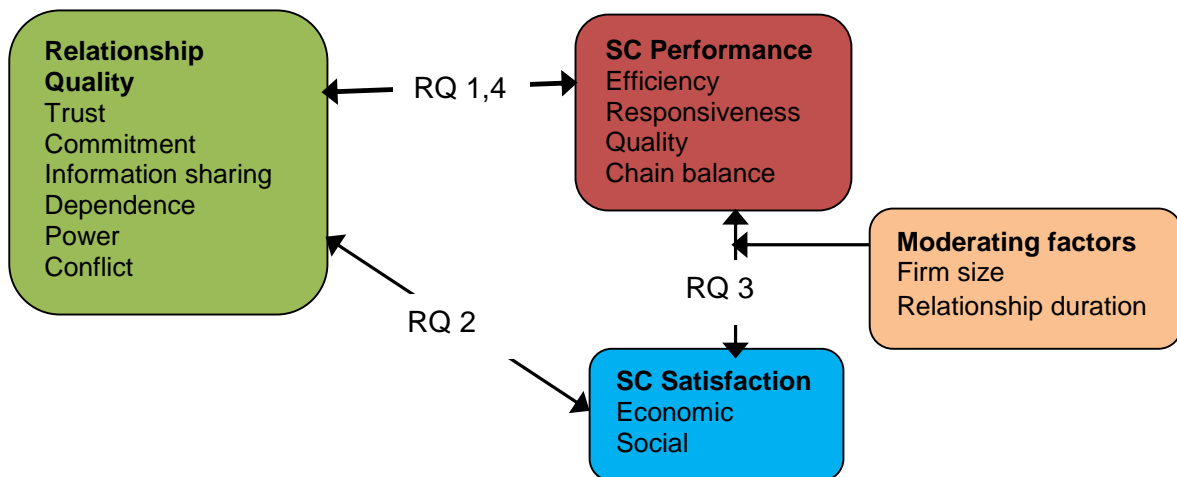 Relationship
Quality
Trust
Commitment
Information sharing
Dependence
Power
Conflict
RQ 1,4
SC Performance
Efficiency
Responsiveness
Quality
Chain balance
Moderating factors
Firm size
Relationship duration
RQ 3
RQ 2
SC Satisfaction
Economic
Social